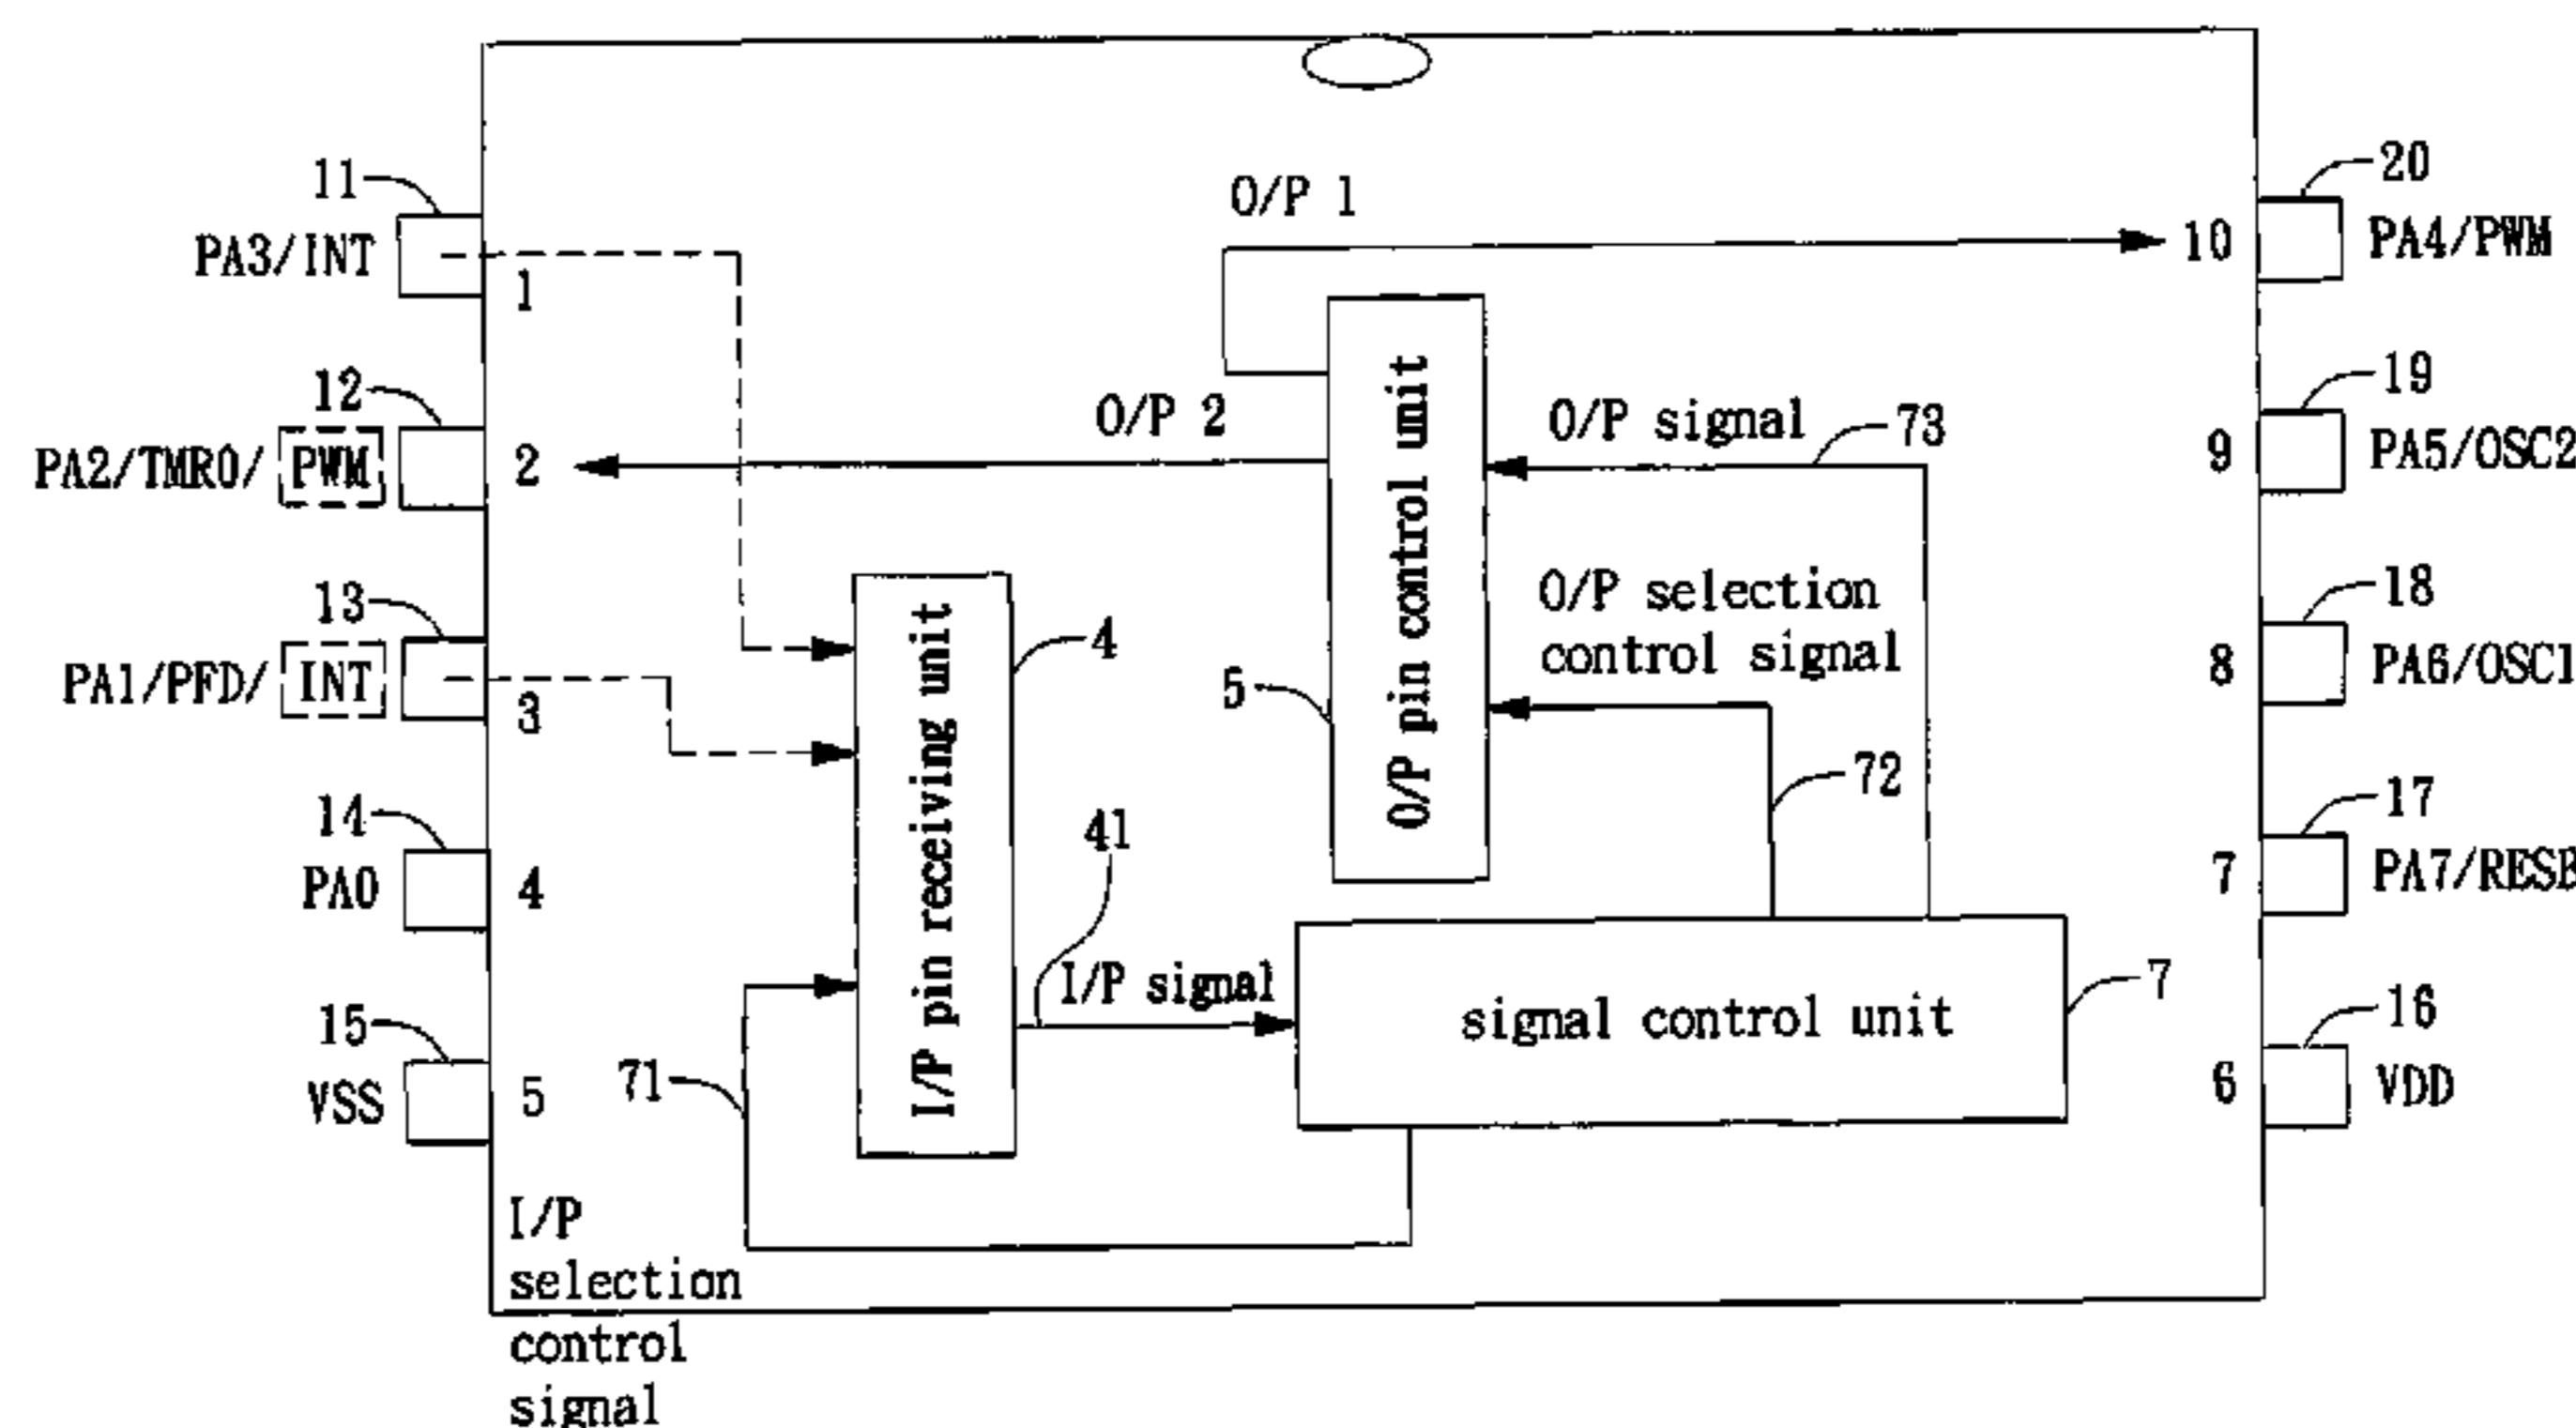 11
PA3/INT
1
12
PA2/TMR0/ PWM
2
13
PA1/PFD/ INT
3
14
PA0
4
15
VSS
5
O/P 1
O/P 2
O/P pin control unit
5
O/P signal
73
O/P selection
control signal
72
I/P pin receiving unit
4
41
I/P signal
signal control unit
7
71
I/P
selection
control
signal
20
10
PA4/PWM
19
9
PA5/OSC2
18
8
PA6/OSC1
17
7
PA7/RESB
16
6
VDD